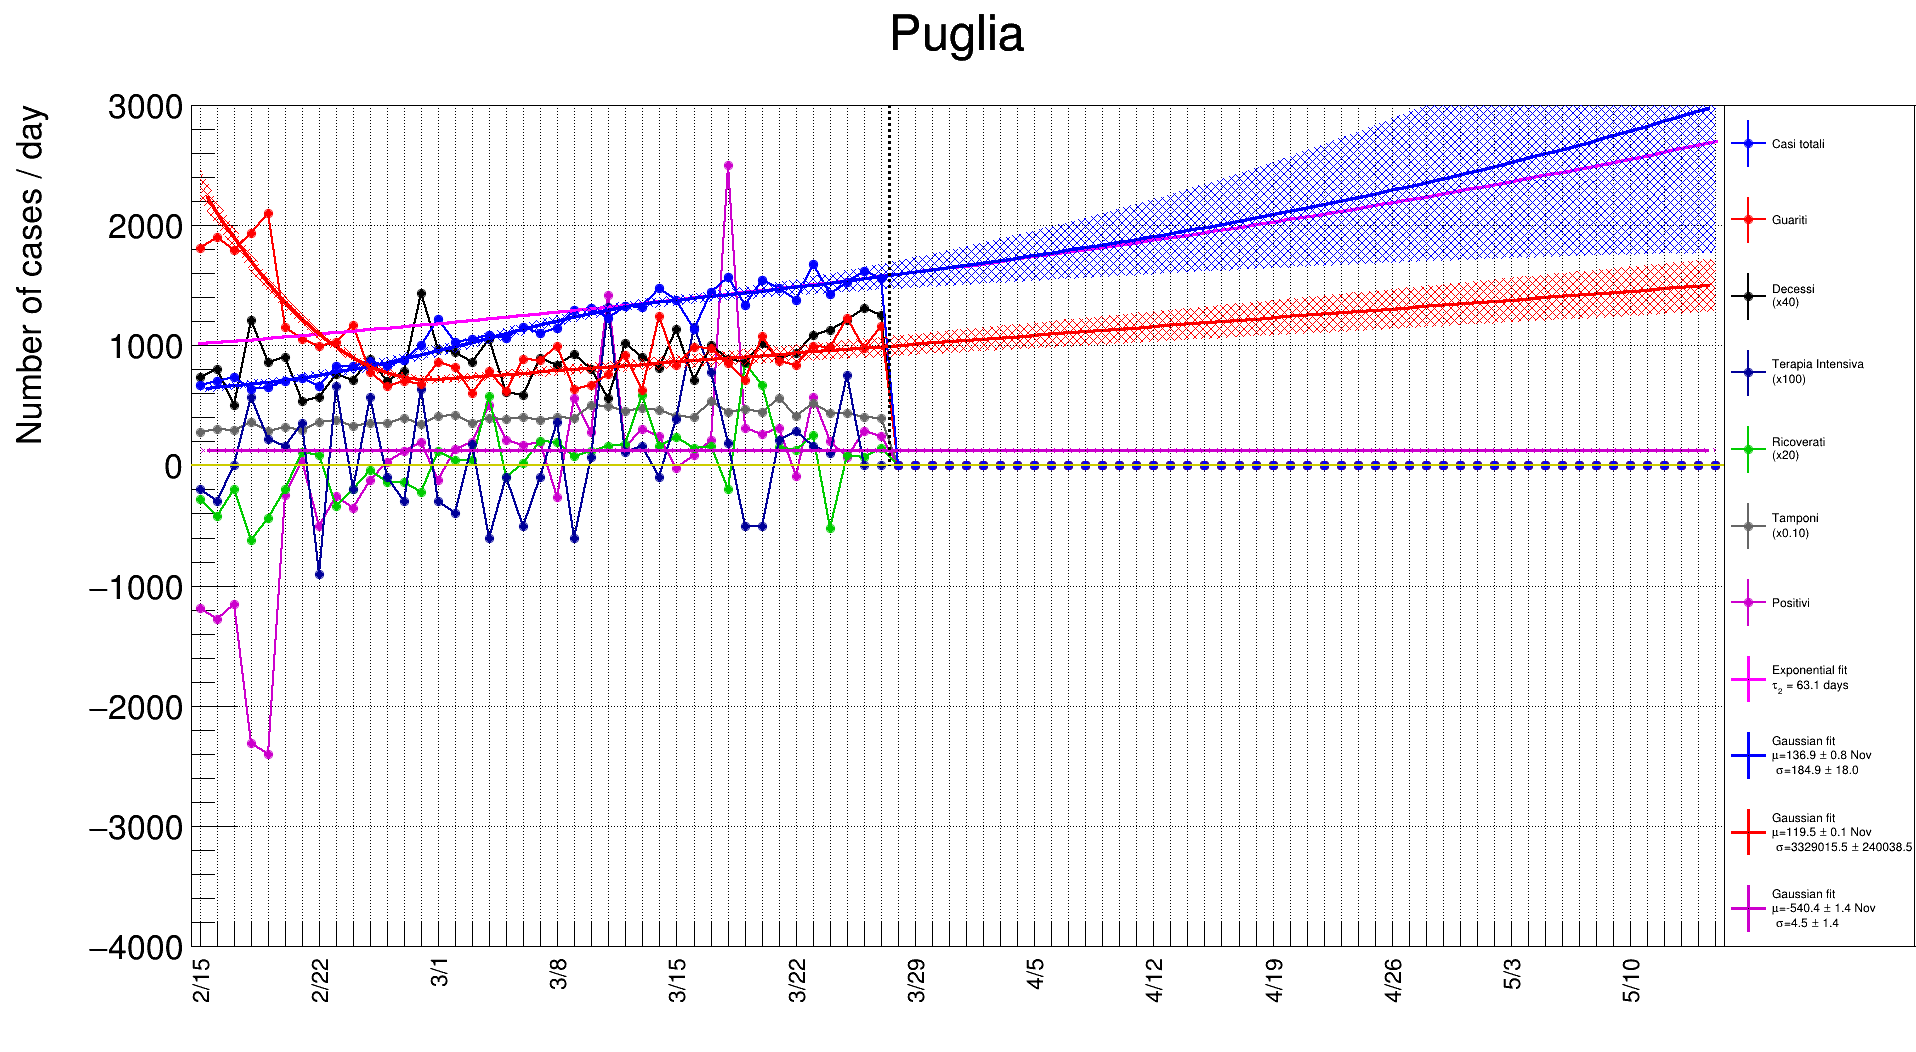 Puglia
Number of cases / day
3000
2000
1000
0
−1000
−2000
−3000
−4000
2/15
2/22
3/1
3/8
3/15
3/22
3/29
4/5
4/12
4/19
4/26
5/3
5/10
Casi totali
Guariti
Decessi
(x40)
Terapia Intensiva
(x100)
Ricoverati
(x20)
Tamponi
(x0.10)
Positivi
Exponential fit
τ2 = 63.1 days
Gaussian fit
μ=136.9 ± 0.8 Nov
σ=184.9 ± 18.0
Gaussian fit
μ=119.5 ± 0.1 Nov
σ=3329015.5 ± 240038.5
Gaussian fit
μ=-540.4 ± 1.4 Nov
σ=4.5 ± 1.4